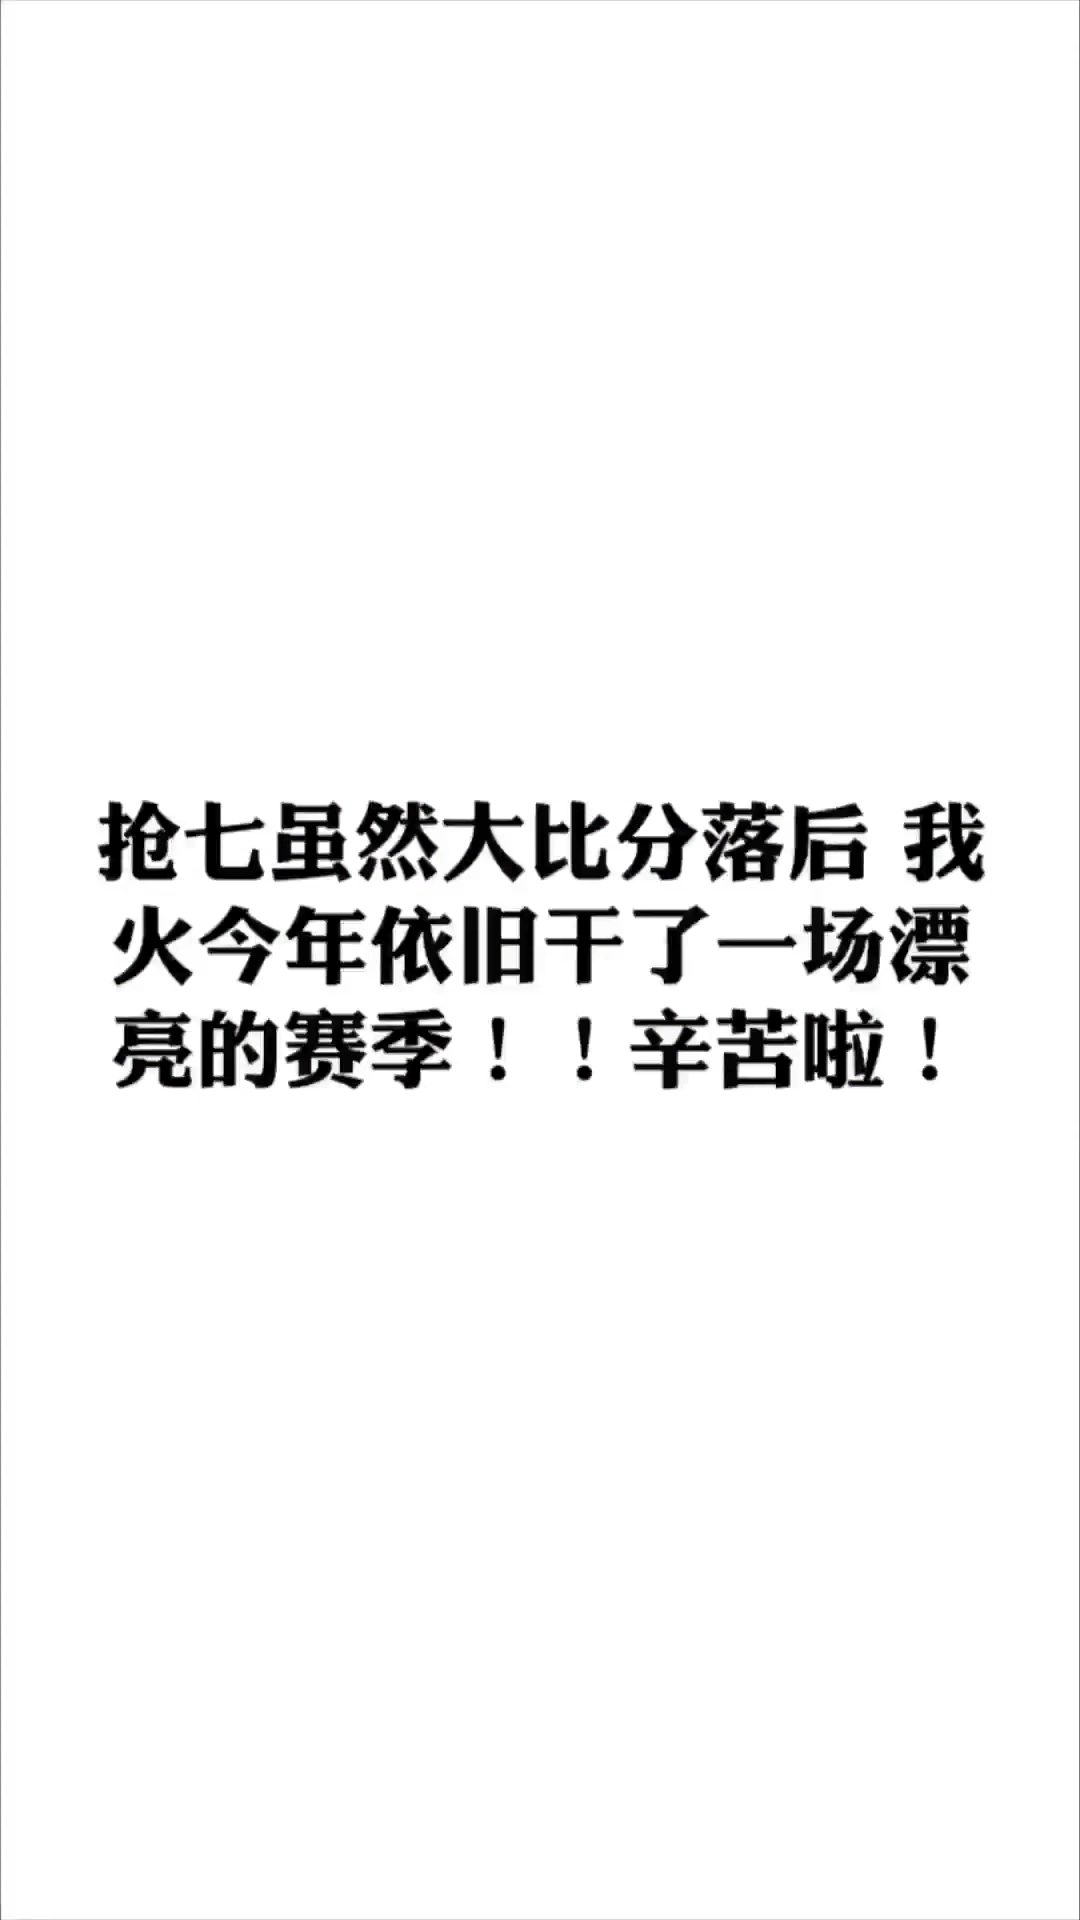 抢七虽然大比分落后 我
火今年依旧干了一场漂
亮的赛季！！辛苦啦！